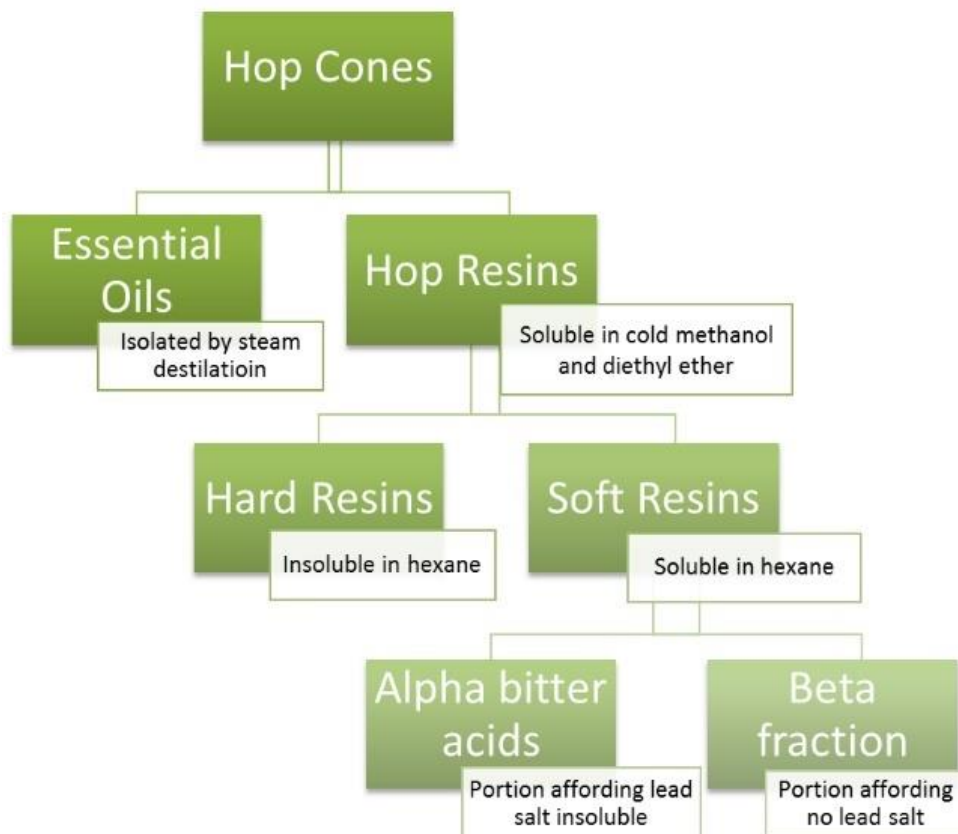 Hop Cones
Essential
Oils
Isolated by steam
destilatioin
Hop Resins
Soluble in cold methanol
and diethyl ether
Hard Resins
Insoluble in hexane
Soft Resins
Soluble in hexane
Alpha bitter
acids
Portion affording lead
salt insoluble
Beta
fraction
Portion affording
no lead salt